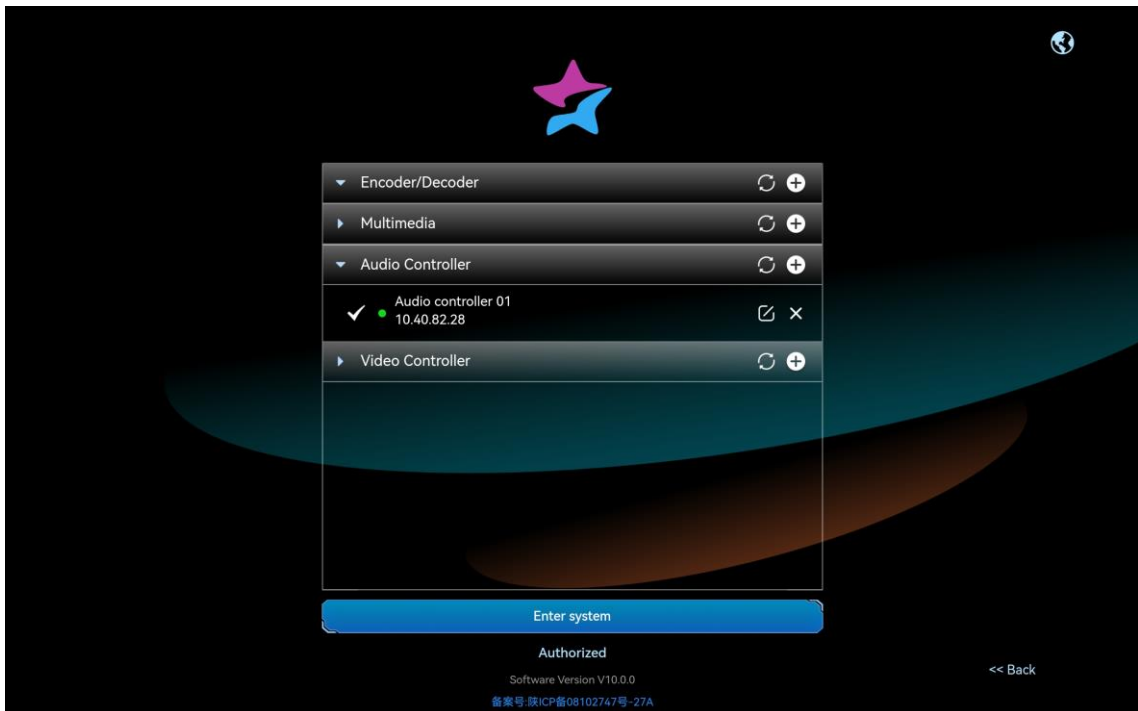 Encoder/Decoder
Multimedia
Audio Controller
Audio controller 01
10.40.82.28
Video Controller
Enter system
Authorized
<< Back
Software Version V10.0.0
备案号:陕ICP备08102747号-27A